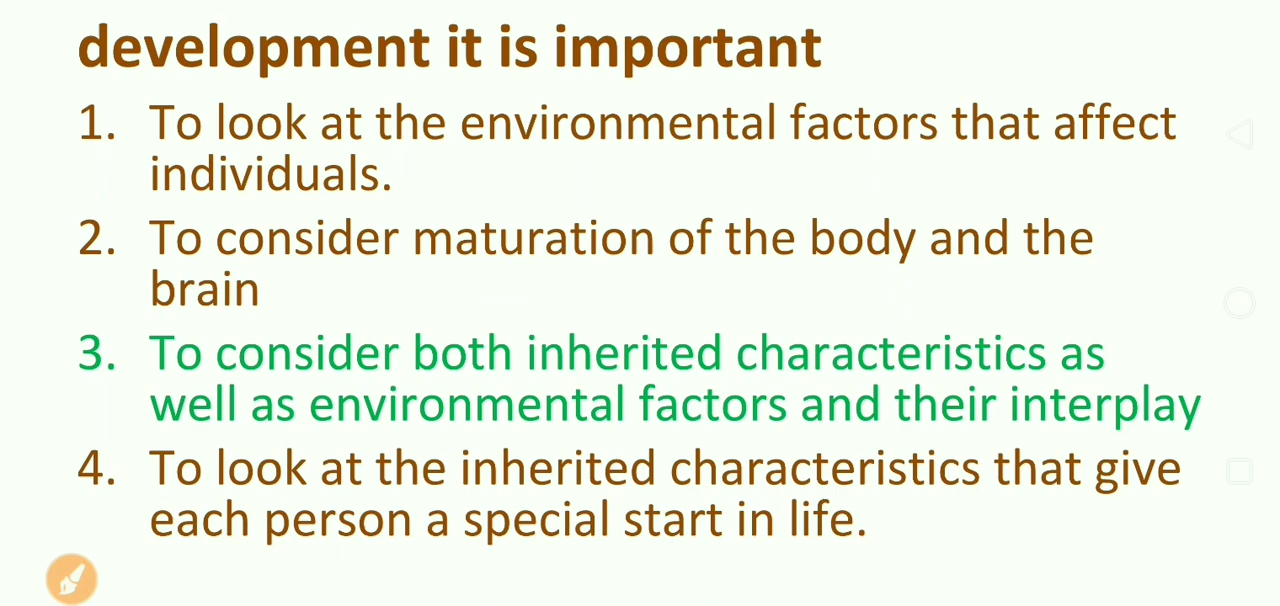 development it is important
1. To look at the environmental factors that affect
individuals.
2. To consider maturation of the body and the
brain
3. To consider both inherited characteristics as
well as environmental factors and their interplay
4. To look at the inherited characteristics that give
each person a special start in life.